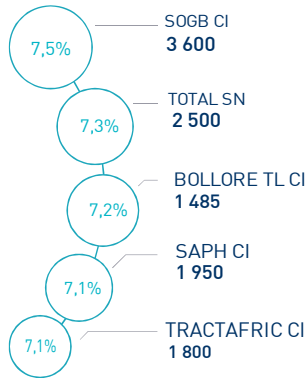 7,5%
SOGB CI
3 600
7,3%
TOTAL SN
2 500
7,2%
BOLLORE TL CI
1 485
7,1%
SAPH CI
1 950
7,1%
TRACTAFRIC CI
1 800